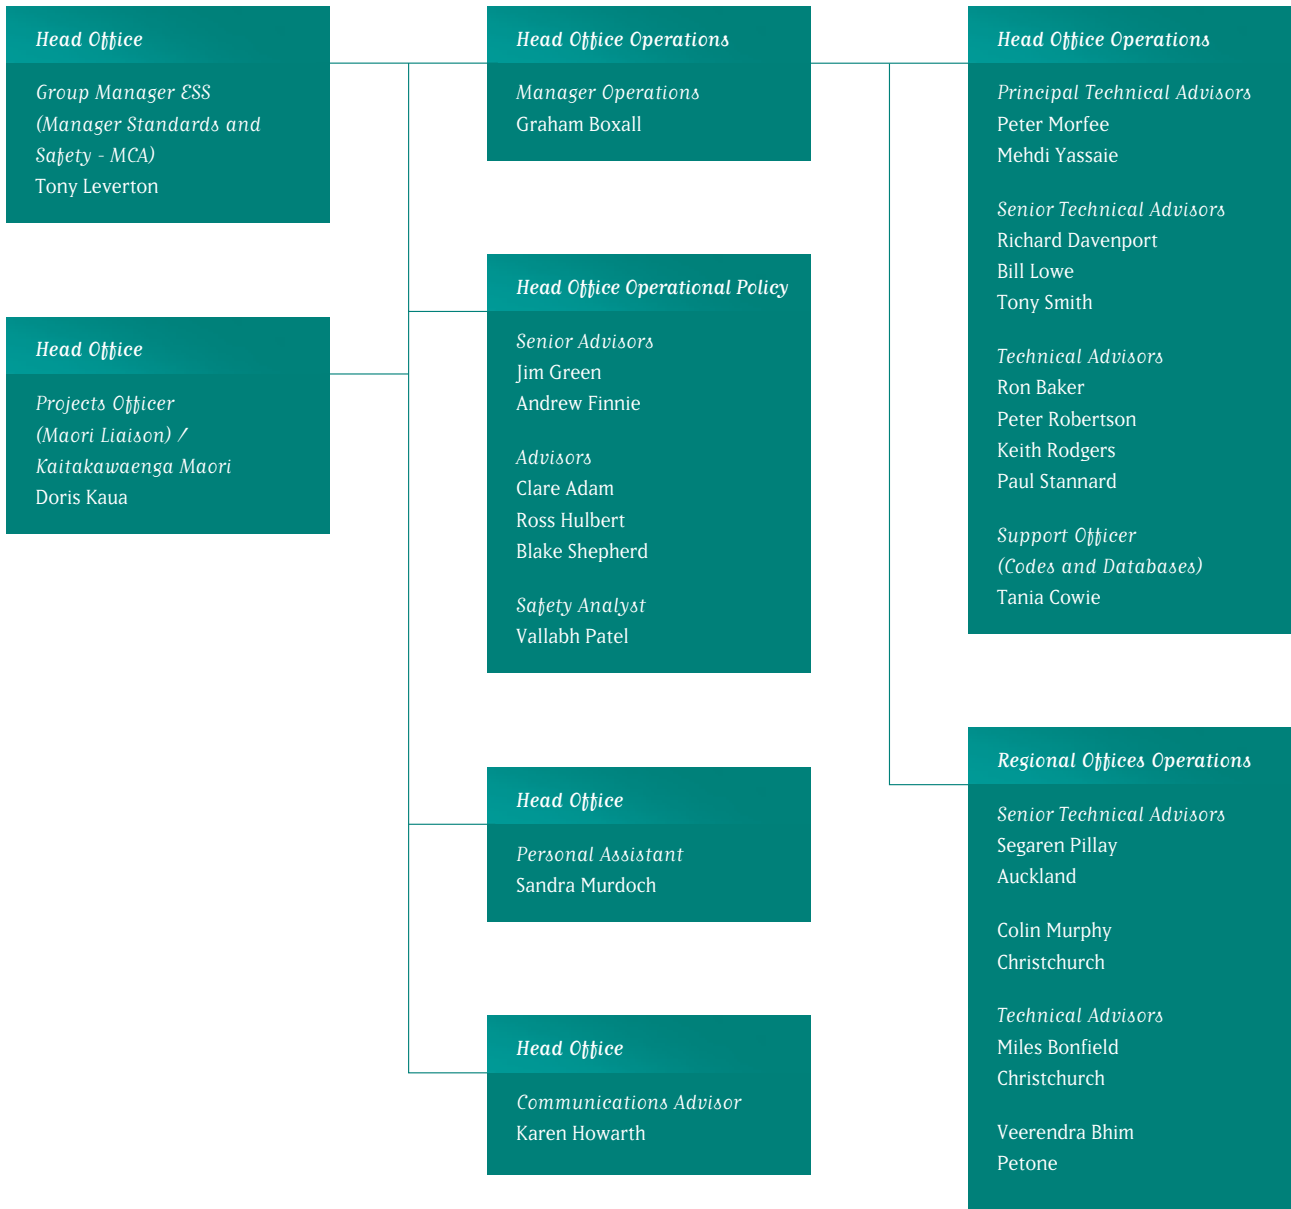 Head Office
Group Manager ESS
(Manager Standards and
Safety - MCA)
Tony Leverton
Head Office
Projects Officer
(Maori Liaison) /
Kaitakawaenga Maori
Doris Kaua
Head Office Operations
Manager Operations
Graham Boxall
Head Office Operational Policy
Senior Advisors
Jim Green
Andrew Finnie
Advisors
Clare Adam
Ross Hulbert
Blake Shepherd
Safety Analyst
Vallabh Patel
Head Office
Personal Assistant
Sandra Murdoch
Head Office
Communications Advisor
Karen Howarth
Head Office Operations
Principal Technical Advisors
Peter Morfee
Mehdi Yassaie
Senior Technical Advisors
Richard Davenport
Bill Lowe
Tony Smith
Technical Advisors
Ron Baker
Peter Robertson
Keith Rodgers
Paul Stannard
Support Officer
(Codes and Databases)
Tania Cowie
Regional Offices Operations
Senior Technical Advisors
Segaren Pillay
Auckland
Colin Murphy
Christchurch
Technical Advisors
Miles Bonfield
Christchurch
Veerendra Bhim
Petone